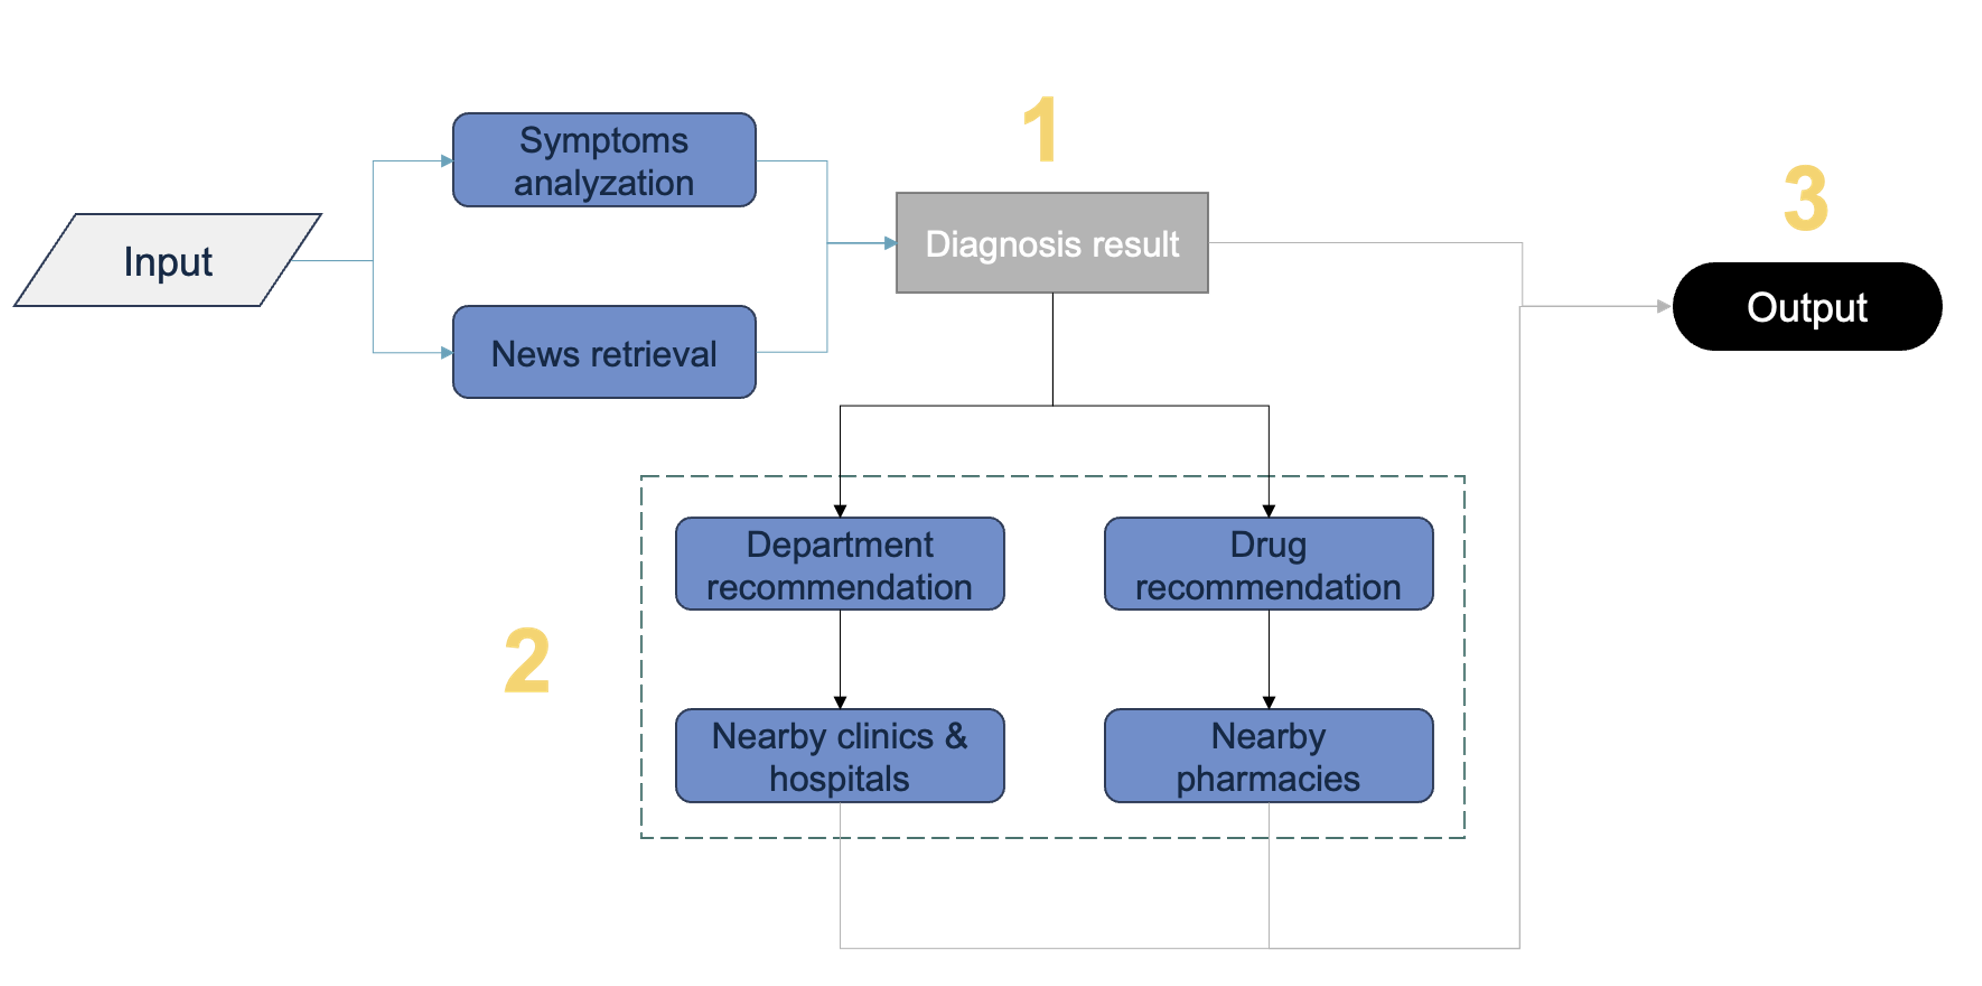 1
3
Symptoms
analyzation
Input
Diagnosis result
Output
News retrieval
2
Department
recommendation
Drug
recommendation
Nearby clinics &
hospitals
Nearby
pharmacies